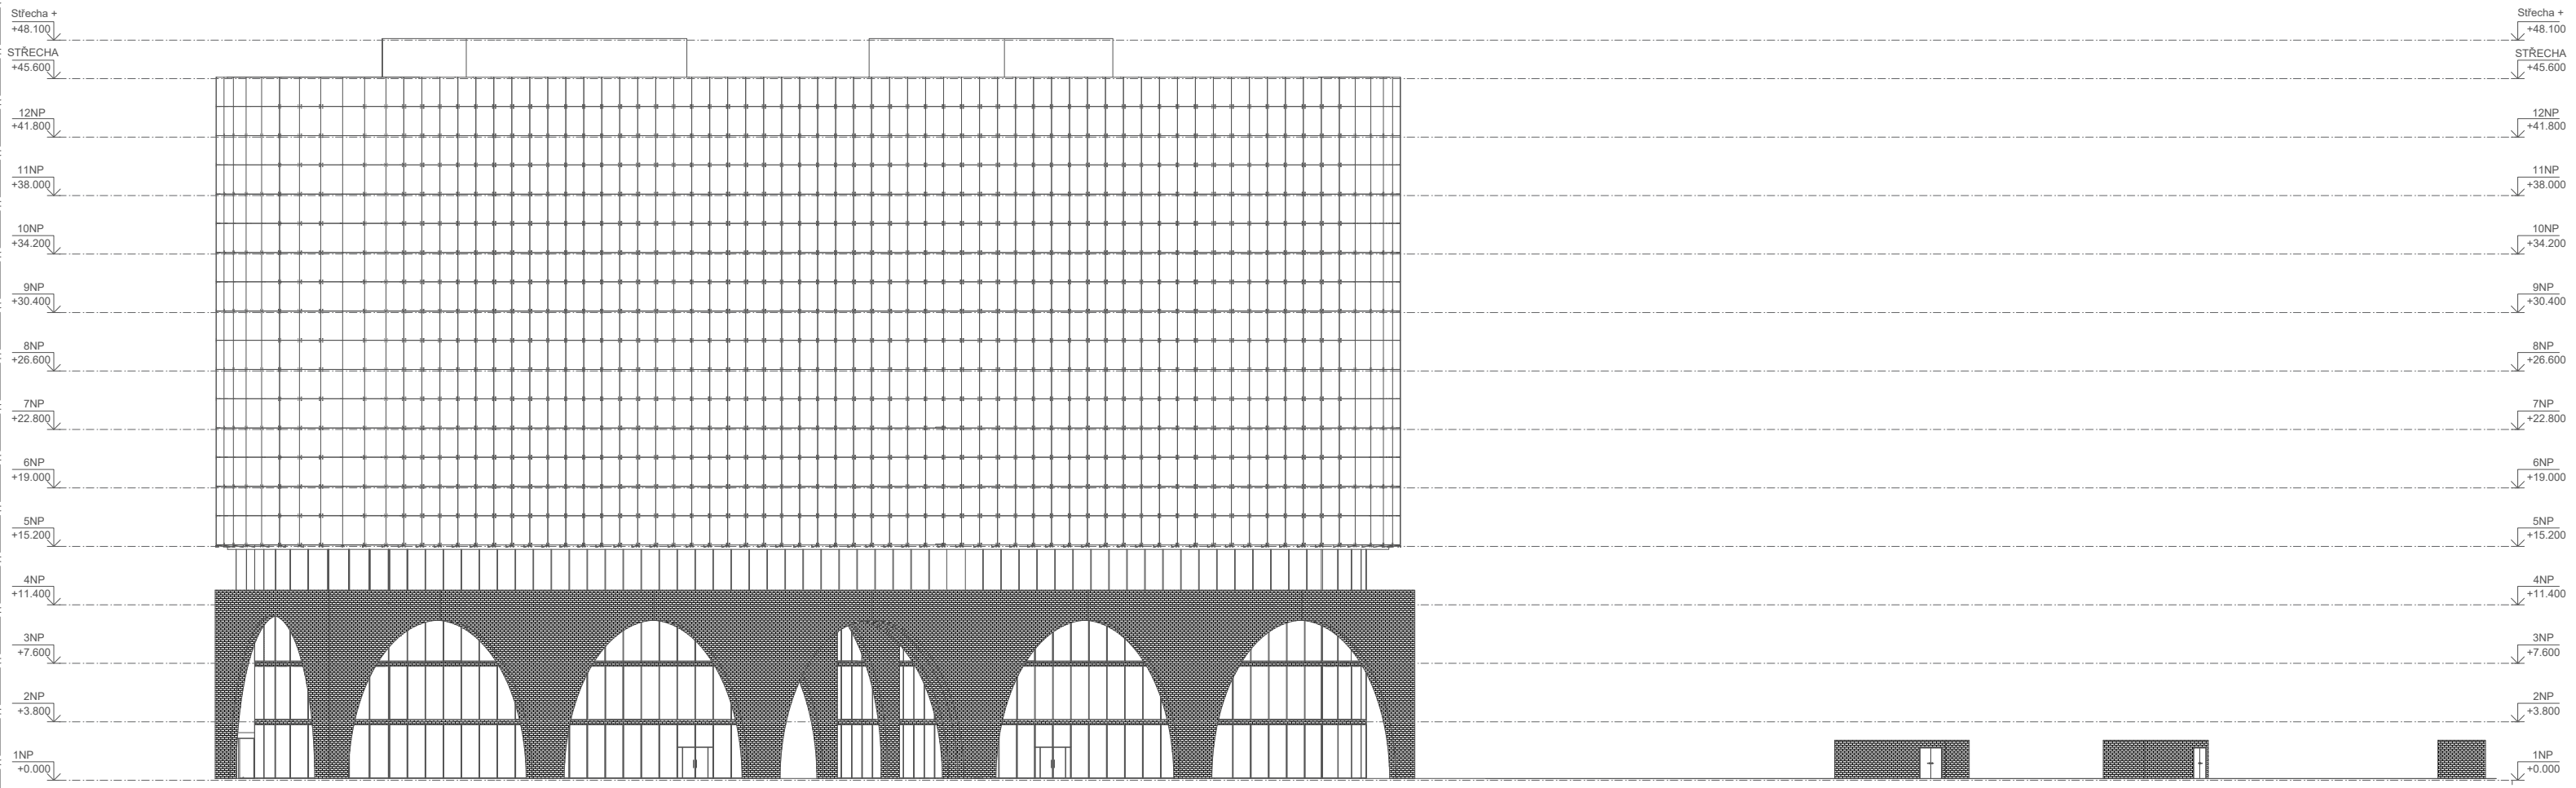 Střecha +
+48.100
STŘECHA
+45.600
12NP
+41.800
11NP
+38.000
10NP
+34.200
9NP
+30.400
8NP
+26.600
7NP
+22.800
6NP
+19.000
5NP
+15.200
4NP
+11.400
3NP
+7.600
2NP
+3.800
1NP
+0.000
Střecha +
+48.100
STŘECHA
+45.600
12NP
+41.800
11NP
+38.000
10NP
+34.200
9NP
+30.400
8NP
+26.600
7NP
+22.800
6NP
+19.000
5NP
+15.200
4NP
+11.400
3NP
+7.600
2NP
+3.800
1NP
+0.000